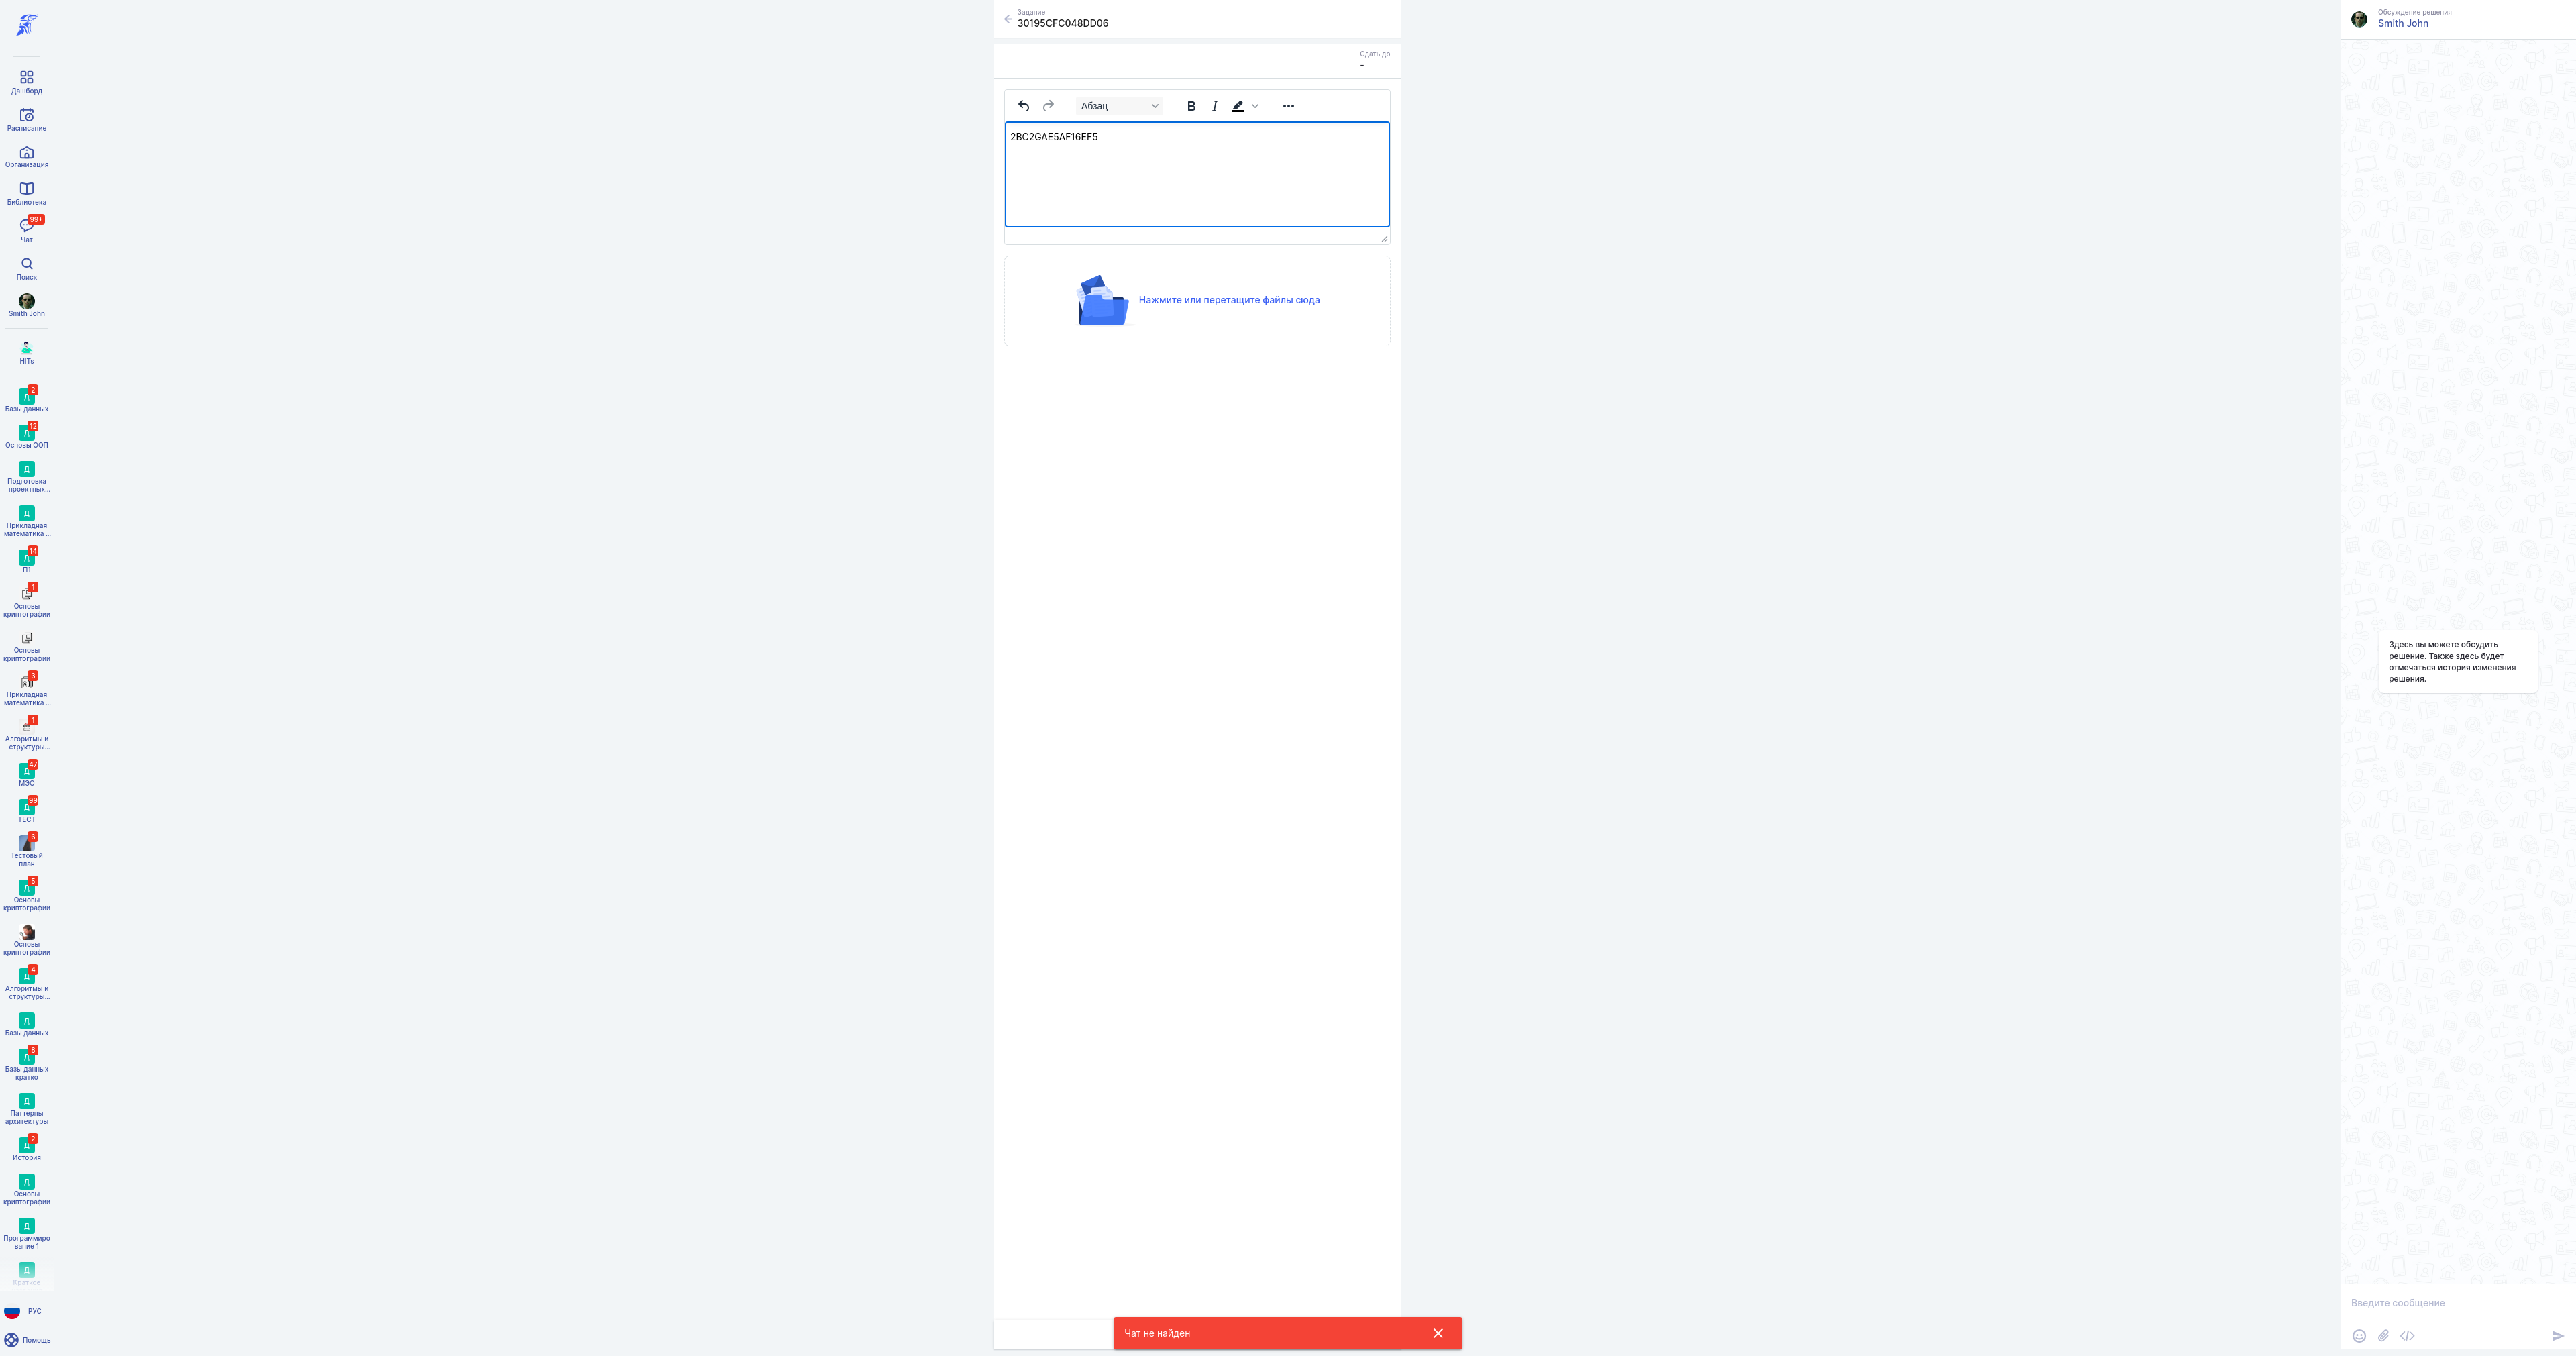 Дашборд
Расписание
Организация
Библиотека
99+
Чат
Поиск
Smith John
HITs
2
Д
Базы данных
12
Д
Основы ООП
Д
Подготовка
проектных...
Д
Прикладная
математика ...
14
Д
П1
1
Основы
криптографии
Основы
криптографии
3
Прикладная
математика ...
1
Алгоритмы и
структуры...
47
Д
МЭО
99
Д
ТЕСТ
6
Тестовый
план
5
Д
Основы
криптографии
Основы
криптографии
4
Д
Алгоритмы и
структуры...
Д
Базы данных
8
Д
Базы данных
кратко
Д
Паттерны
архитектуры
2
Д
История
Д
Основы
криптографии
Д
Программиро
вание 1
Д
Краткое
РУС
Помощь
Задание
30195CFC048DD06
Сдать до
-
Абзац
B I
2BC2GAE5AF16EF5
Нажмите или перетащите файлы сюда
Чат не найден
Обсуждение решения
Smith John
Здесь вы можете обсудить
решение. Также здесь будет
отмечаться история изменения
решения.
Введите сообщение